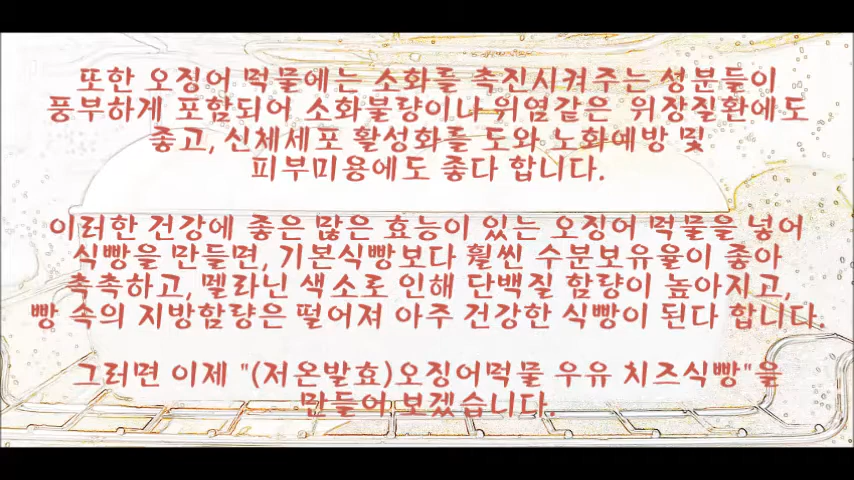 또한 오징어 먹물에는 소화를 촉진시켜주는 성분들이
풍부하게 포함되어 소화불량이나 위염같은 위장질환에도
좋고, 신체세포 활성화를 도와 노화예방 및
피부미용에도 좋다 합니다.
이러한 건강에 좋은 많은 효능이 있는 오징어 먹물을 넣어
식빵을 만들면, 기본식빵보다 훨씬 수분보유율이 좋아
촉촉하고, 멜라닌 색소로 인해 단백질 함량이 높아지고,
빵 속의 지방함량은 떨어져 아주 건강한 식빵이 된다 합니다.
그러면 이제 "(저온발효)오징어먹물 우유 치즈식빵"을
만들어 보겠습니다.